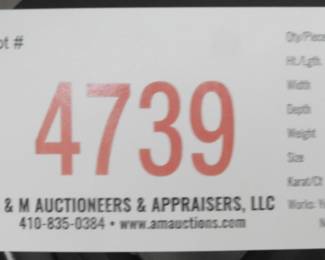 ot #
4739
& M AUCTIONEERS & APPRAISERS, LLC
410-835-0384 • www.amauctions.com
Qty/Piece
Ht./Lgth.
Width
Depth
Weight
Size
Karat/Ct
Works: Y
N